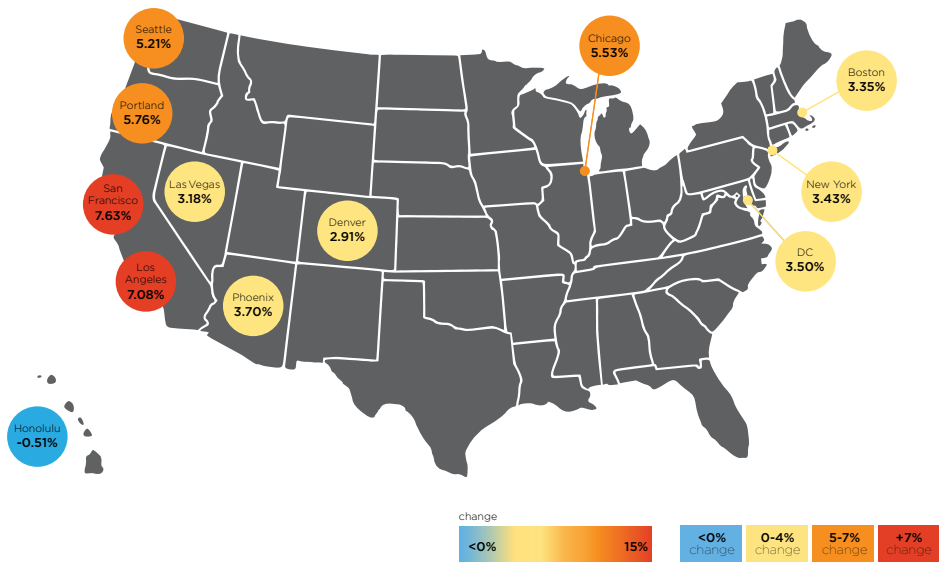 Seattle
5.21%
Chicago
5.53%
Boston
3.35%
Portland
5.76%
San
Francisco
7.63%
Las Vegas
3.18%
New York
3.43%
Denver
2.91%
DC
3.50%
Los
Angeles
7.08%
Phoenix
3.70%
Honolulu
-0.51%
change
<0%
15%
<0%
change
0-4%
change
5-7%
change
+7%
change